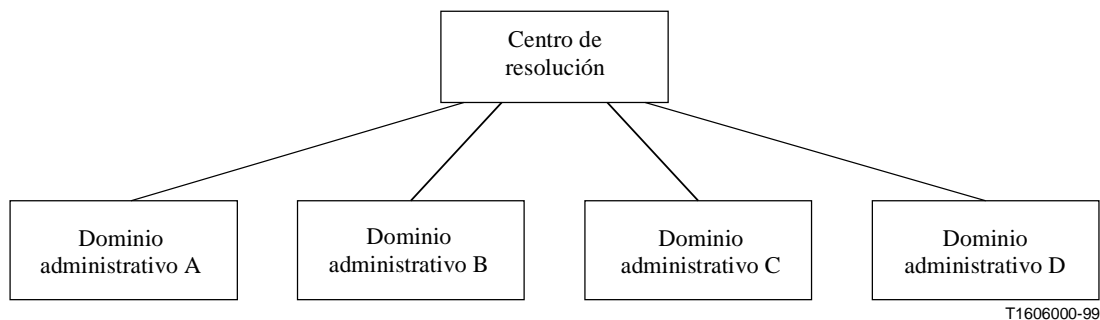 Centro de
resolución
Dominio
administrativo A
Dominio
administrativo B
Dominio
administrativo C
Dominio
administrativo D
T1606000-99